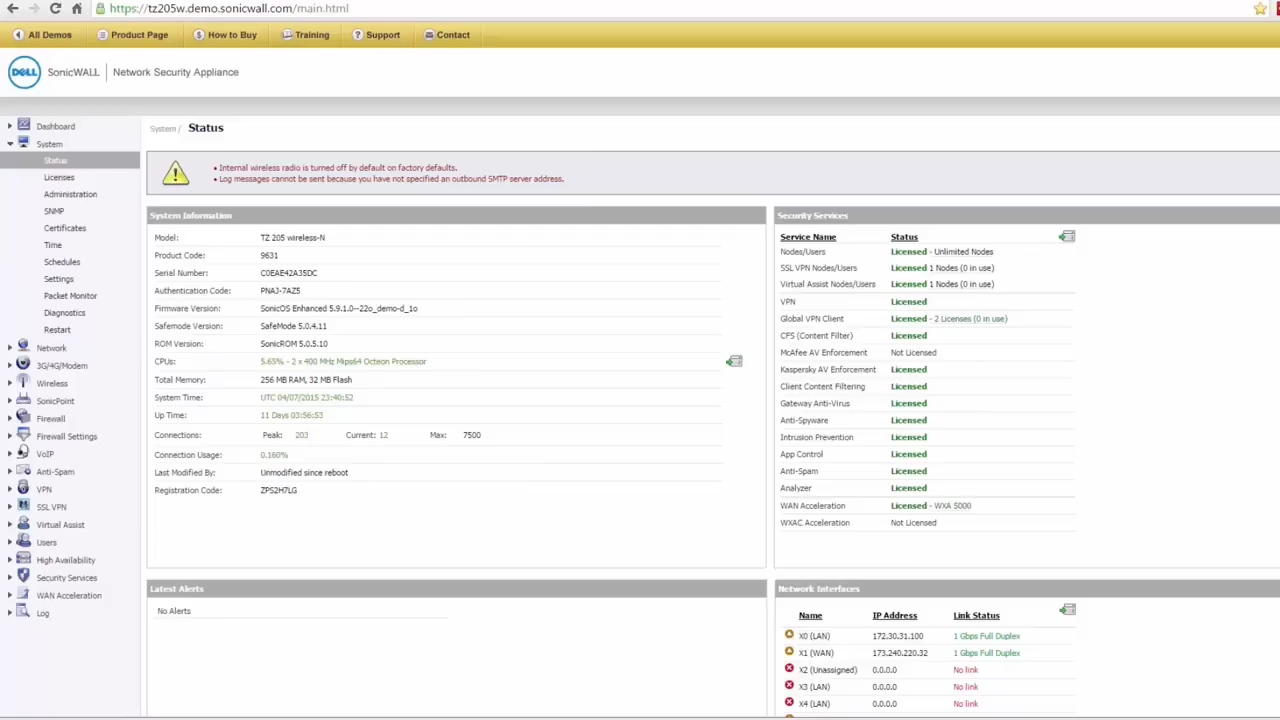 https://tz205w.demo.sonicwall.com/main.html
All Demos Product Page How to Buy Training Support Contact
DELL SonicWALL Network Security Appliance
Dashboard
System
Status
Licenses
Administration
SNMP
Certificates
Time
Schedules
Settings
Packet Monitor
Diagnostics
Restart
Network
3G/4G/Modem
Wireless
SonicPoint
Firewall
Firewall Settings
VoIP
Anti-Spam
VPN
SSL VPN
Virtual Assist
Users
High Availability
Security Services
WAN Acceleration
Log
System / Status
• Internal wireless radio is turned off by default on factory defaults.
• Log messages cannot be sent because you have not specified an outbound SMTP server address.
System Information
Model: TZ 205 wireless-N
Product Code: 9631
Serial Number: C0EAE42A35DC
Authentication Code: PNAJ-7AZ5
Firmware Version: SonicOS Enhanced 5.9.1.0--22o_demo-d_1o
Safemode Version: SafeMode 5.0.4.11
ROM Version: SonicROM 5.0.5.10
CPUs: 5.65% - 2 x 400 MHz Mips64 Octeon Processor
Total Memory: 256 MB RAM, 32 MB Flash
System Time: UTC 04/07/2015 23:40:52
Up Time: 11 Days 03:56:53
Connections: Peak: 203 Current: 12 Max: 7500
Connection Usage: 0.160%
Last Modified By: Unmodified since reboot
Registration Code: ZPS2H7LG
Security Services
Service Name Status
Nodes/Users Licensed - Unlimited Nodes
SSL VPN Nodes/Users Licensed 1 Nodes (0 in use)
Virtual Assist Nodes/Users Licensed 1 Nodes (0 in use)
VPN Licensed
Global VPN Client Licensed - 2 Licenses (0 in use)
CFS (Content Filter) Licensed
McAfee AV Enforcement Not Licensed
Kaspersky AV Enforcement Licensed
Client Content Filtering Licensed
Gateway Anti-Virus Licensed
Anti-Spyware Licensed
Intrusion Prevention Licensed
App Control Licensed
Anti-Spam Licensed
Analyzer Licensed
WAN Acceleration Licensed - WXA 5000
WXAC Acceleration Not Licensed
Latest Alerts
No Alerts
Network Interfaces
Name IP Address Link Status
X0 (LAN) 172.30.31.100 1 Gbps Full Duplex
X1 (WAN) 173.240.220.32 1 Gbps Full Duplex
X2 (Unassigned) 0.0.0.0 No link
X3 (LAN) 0.0.0.0 No link
X4 (LAN) 0.0.0.0 No link